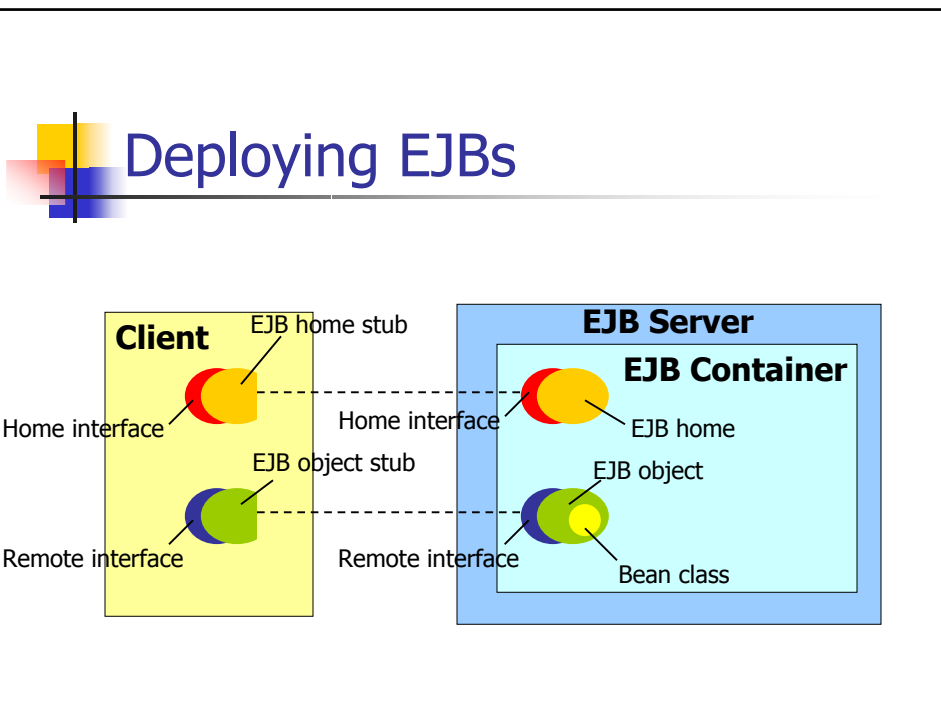 Deploying EJBs
Client
EJB home stub
EJB Server
EJB Container
Home interface
Home interface
EJB home
EJB object stub
EJB object
Remote interface
Remote interface
Bean class